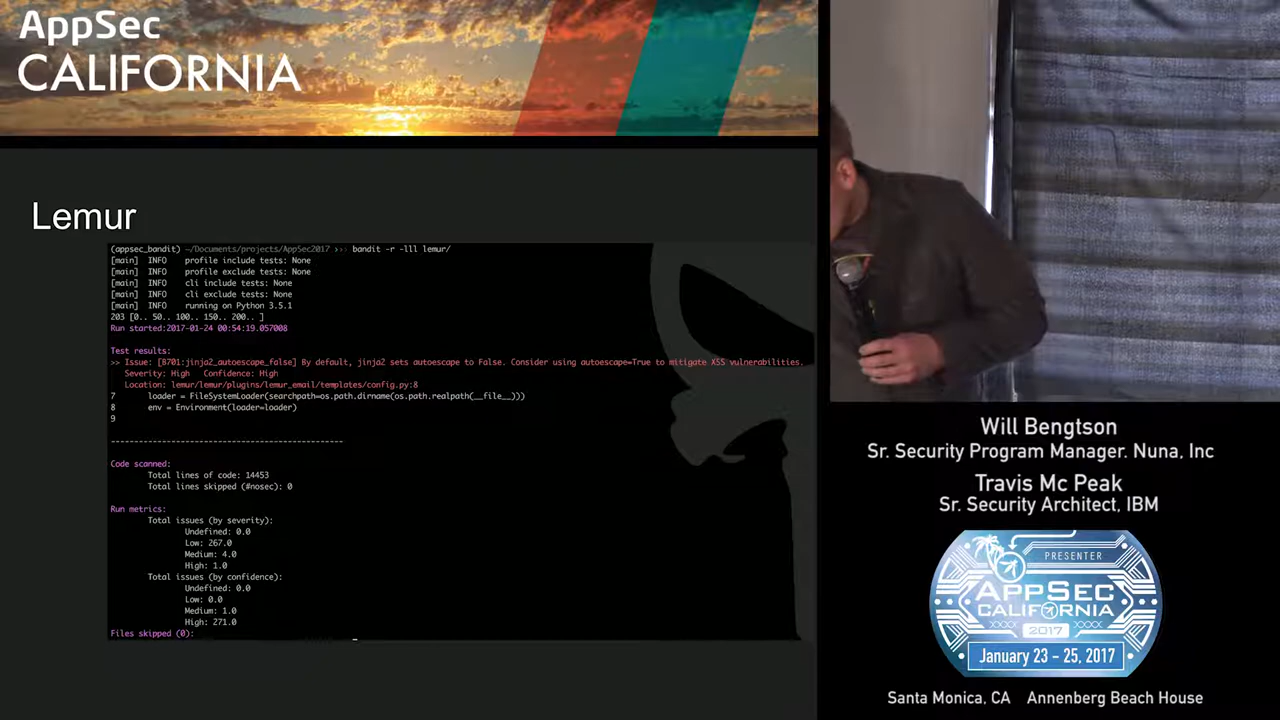 AppSec
CALIFORNIA
Lemur
(appsec_bandit) ~/Documents/projects/AppSec2017 >>> bandit -r -lll lemur/
[main] INFO profile include tests: None
[main] INFO profile exclude tests: None
[main] INFO cli include tests: None
[main] INFO cli exclude tests: None
[main] INFO running on Python 3.5.1
203 [0.. 50.. 100.. 150.. 200.. ]
Run started:2017-01-24 00:54:19.057008
Test results:
>> Issue: [B701:jinja2_autoescape_false] By default, jinja2 sets autoescape to False. Consider using autoescape=True to mitigate XSS vulnerabilities.
Severity: High Confidence: High
Location: lemur/lemur/plugins/lemur_email/templates/config.py:8
7 loader = FileSystemLoader(searchpath=os.path.dirname(os.path.realpath(__file__)))
8 env = Environment(loader=loader)
9
--------------------------------------------------
Code scanned:
Total lines of code: 14453
Total lines skipped (#nosec): 0
Run metrics:
Total issues (by severity):
Undefined: 0.0
Low: 267.0
Medium: 4.0
High: 1.0
Total issues (by confidence):
Undefined: 0.0
Low: 0.0
Medium: 1.0
High: 271.0
Files skipped (0):
Will Bengtson
Sr. Security Program Manager. Nuna, Inc
Travis Mc Peak
Sr. Security Architect, IBM
PRESENTER
APPSEC
CALIFORNIA
XXXX 2017 XXXX
January 23 - 25, 2017
Santa Monica, CA Annenberg Beach House